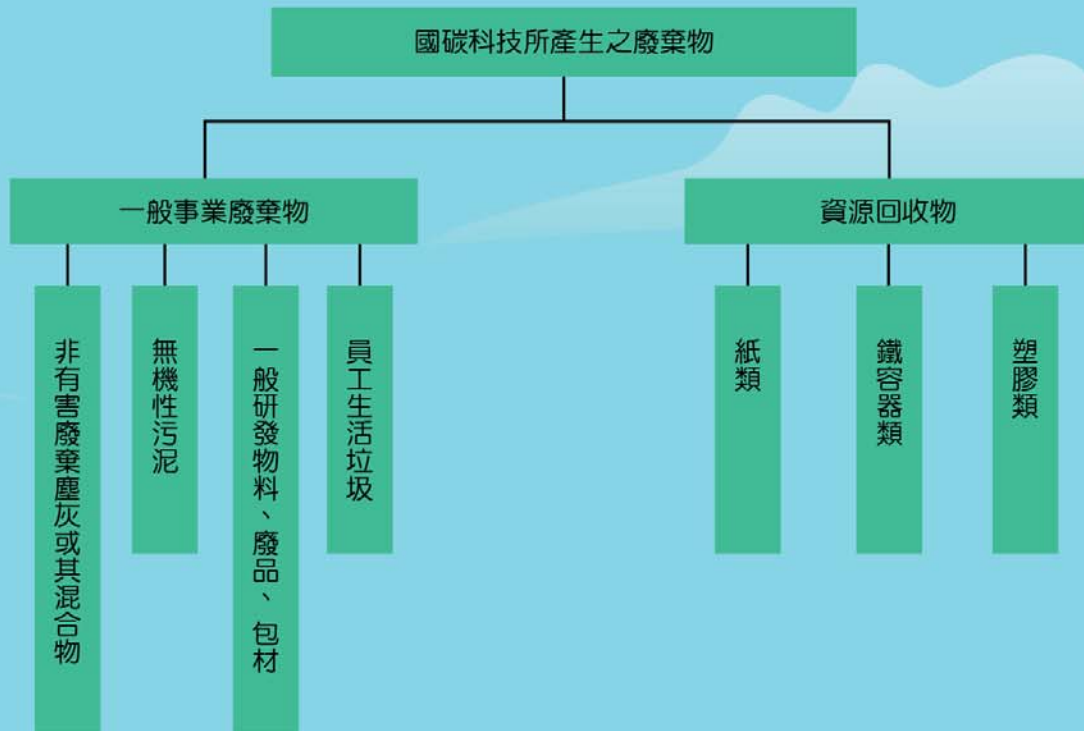 國碳科技所產生之廢棄物
一般事業廢棄物
資源回收物
非有害廢棄塵灰或其混合物
無機性污泥
一般研發物料、廢品、包材
員工生活垃圾
紙類
鐵容器類
塑膠類